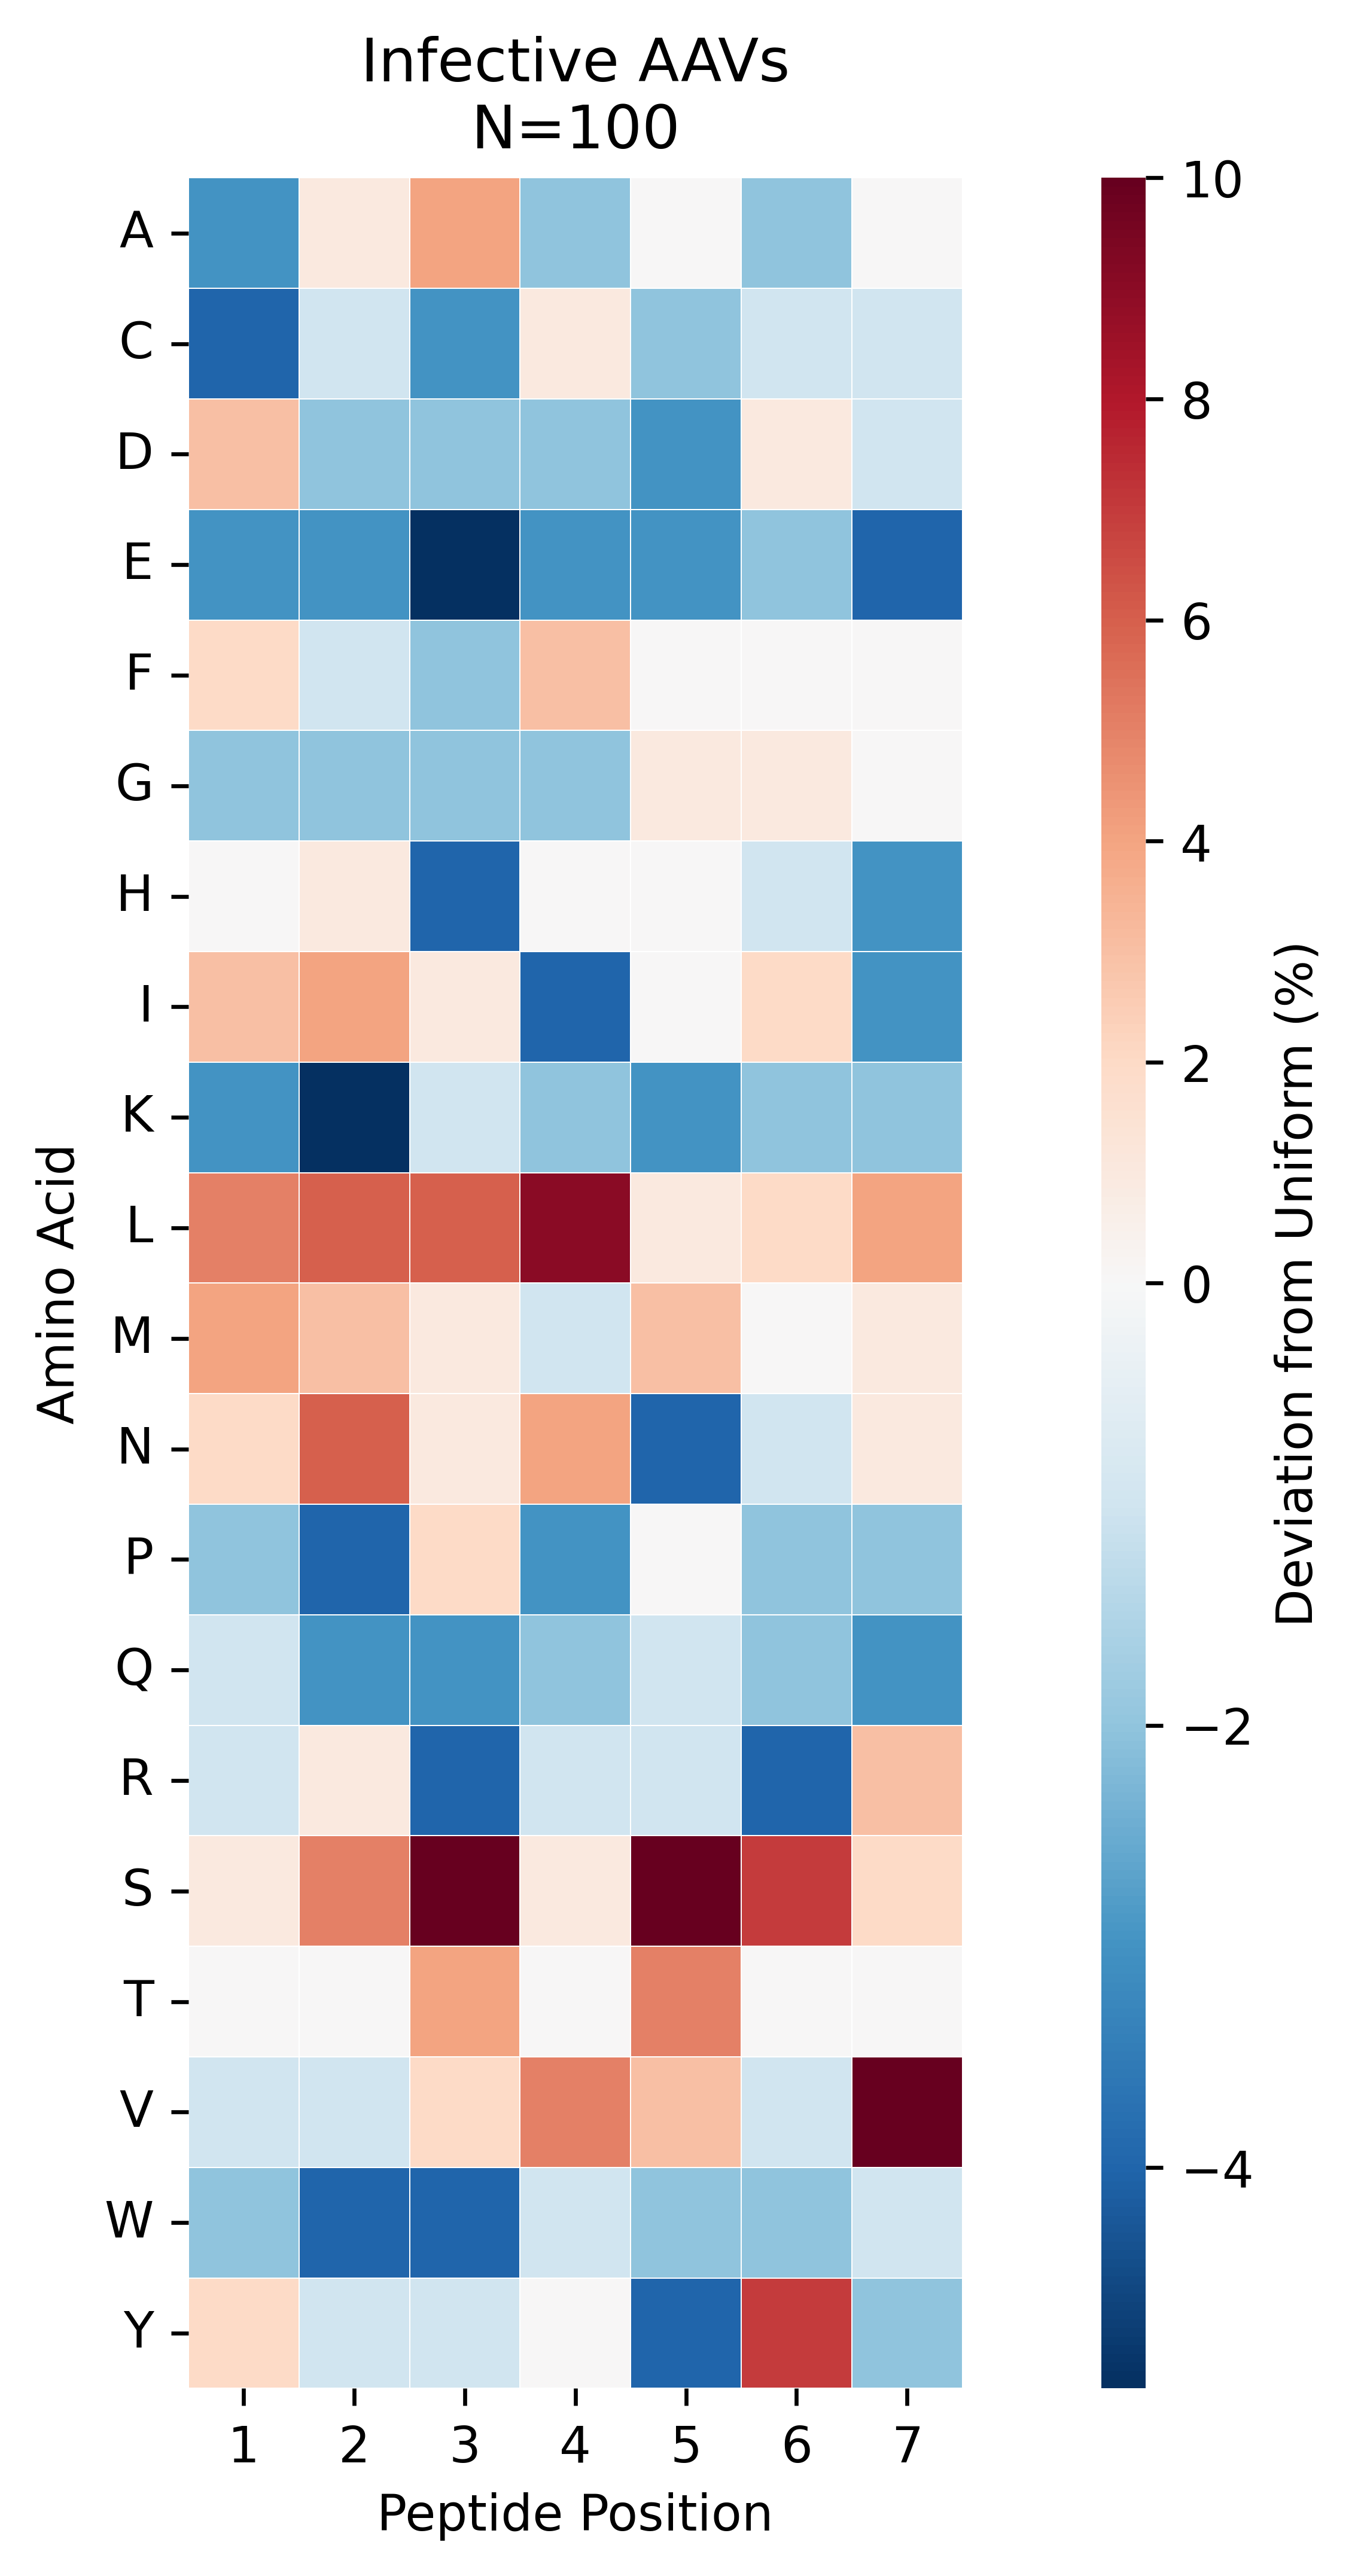 Infective AAVs
N=100
A
C
D
E
F
G
H
I
K
L
M
N
P
Q
R
S
T
V
W
Y
Amino Acid
1 2 3 4 5 6 7
Peptide Position
10
8
6
4
2
0
−2
−4
Deviation from Uniform (%)